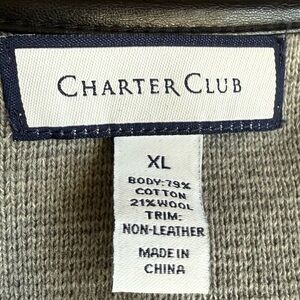 CHARTER CLUB
XL
BODY:79%
COTTON
21%WOOL
TRIM:
NON-LEATHER
MADE IN
CHINA